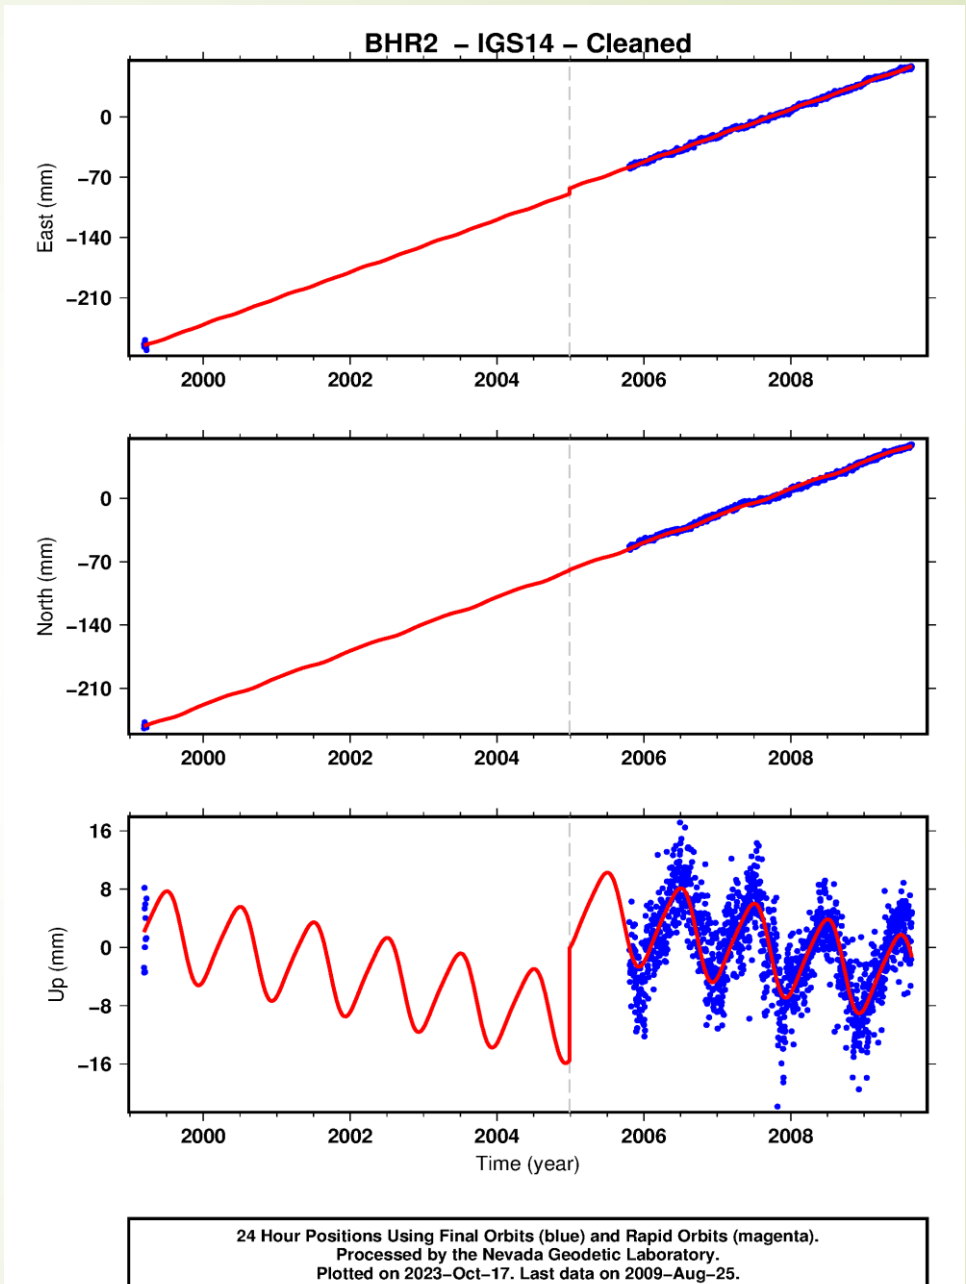 BHR2 – IGS14 – Cleaned
0
−70
−140
−210
East (mm)
2000 2002 2004 2006 2008
0
−70
−140
−210
North (mm)
2000 2002 2004 2006 2008
16
8
0
−8
−16
Up (mm)
2000 2002 2004 2006 2008
Time (year)
24 Hour Positions Using Final Orbits (blue) and Rapid Orbits (magenta).
Processed by the Nevada Geodetic Laboratory.
Plotted on 2023−Oct−17. Last data on 2009−Aug−25.